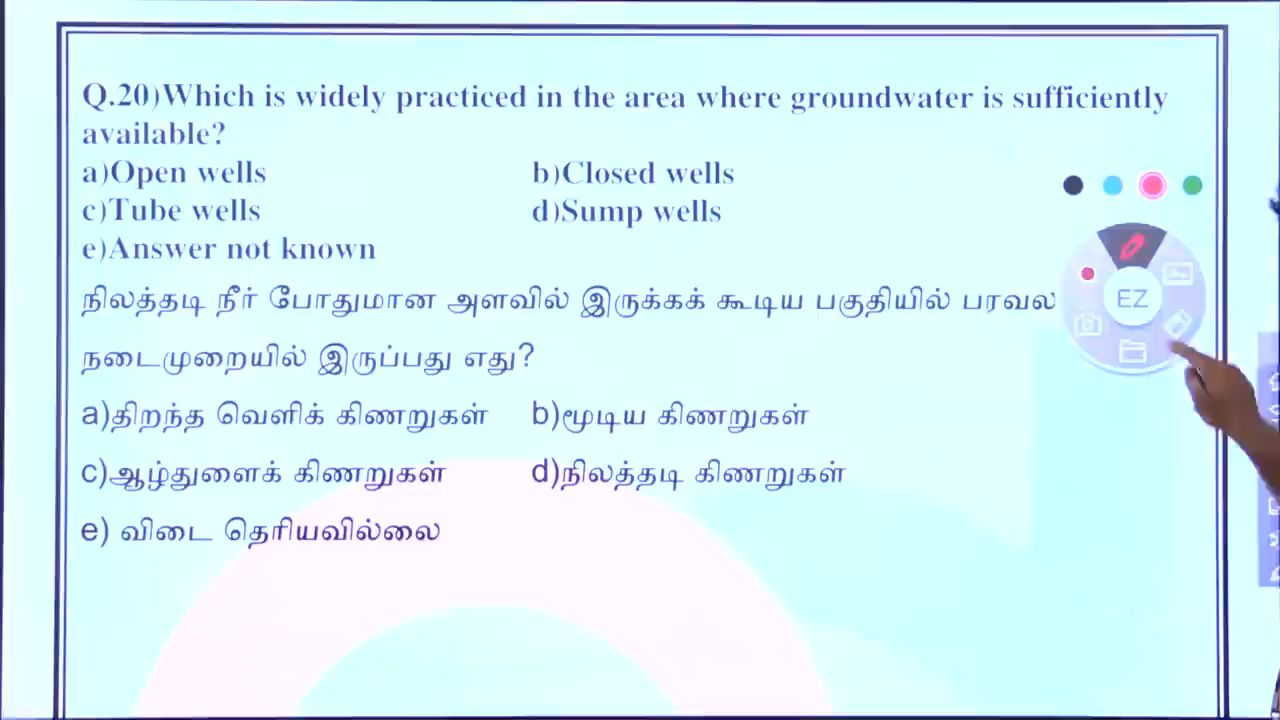 Q.20)Which is widely practiced in the area where groundwater is sufficiently
available?
a)Open wells b)Closed wells
c)Tube wells d)Sump wells
e)Answer not known
நிலத்தடி நீர் போதுமான அளவில் இருக்கக் கூடிய பகுதியில்
நடைமுறையில் இருப்பது எது?
a)திறந்த வெளிக் கிணறுகள் b)மூடிய கிணறுகள்
c)ஆழ்துளைக் கிணறுகள் d)நிலத்தடி கிணறுகள்
e) விடை தெரியவில்லை
EZ